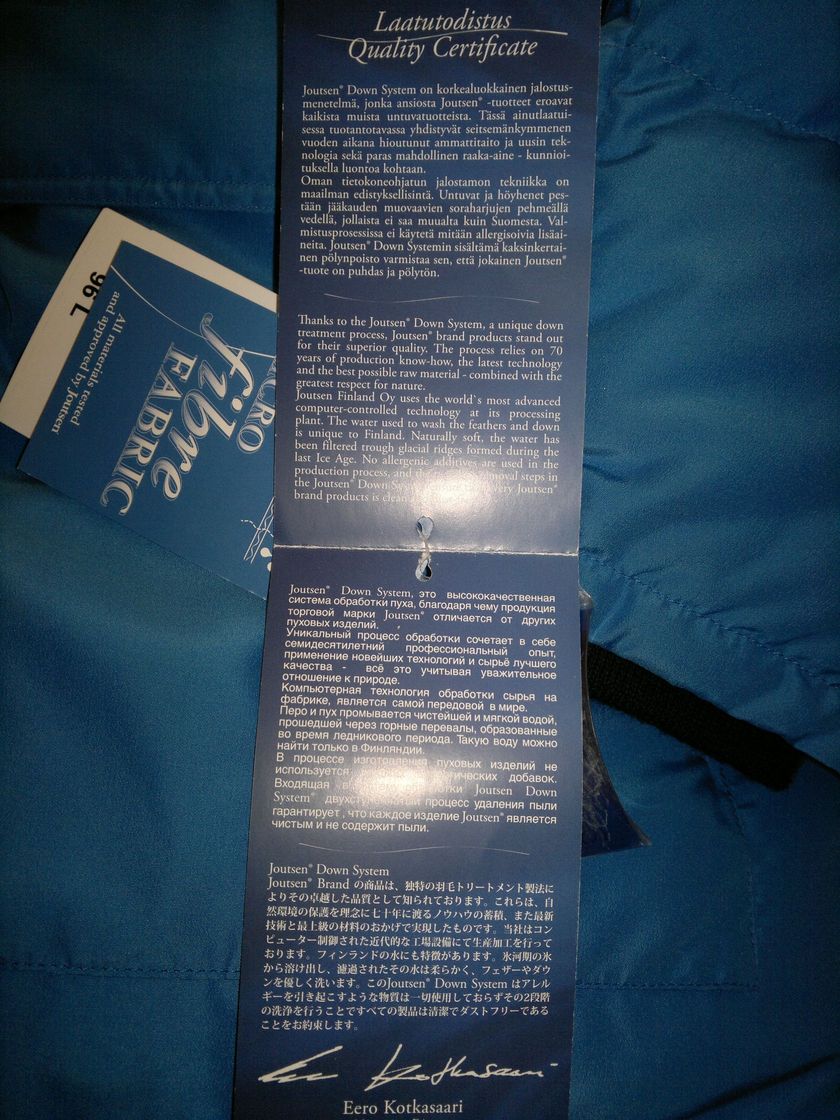 Laatutodistus
Quality Certificate
Joutsen® Down System on korkealuokkainen jalostus-
menetelmä, jonka ansiosta Joutsen® -tuotteet eroavat
kaikista muista untuvatuotteista. Tässä ainutlaatui-
sessa tuotantotavassa yhdistyvät seitsemänkymmenen
vuoden aikana hioutunut ammattitaito ja uusin tek-
nologia sekä paras mahdollinen raaka-aine - kunnioi-
tuksella luontoa kohtaan.
Oman tietokoneohjatun jalostamon tekniikka on
maailman edistyksellisintä. Untuvat ja höyhenet pes-
tään jääkauden muovaavien soraharjujen pehmeällä
vedellä, jollaista ei saa muualta kuin Suomesta. Val-
mistusprosessissa ei käytetä mitään allergisoivia lisäai-
neita. Joutsen® Down Systemin sisältämä kaksinkertai-
nen pölynpoisto varmistaa sen, että jokainen Joutsen®
-tuote on puhdas ja pölytön.
Thanks to the Joutsen® Down System, a unique down
treatment process, Joutsen® brand products stand out
for their superior quality. The process relies on 70
years of production know-how, the latest technology
and the best possible raw material - combined with the
greatest respect for nature.
Joutsen Finland Oy uses the world`s most advanced
computer-controlled technology at its processing
plant. The water used to wash the feathers and down
is unique to Finland. Naturally soft, the water has
been filtered trough glacial ridges formed during the
last Ice Age. No allergenic additives are used in the
production process, and the removal steps in
the Joutsen® Down System every Joutsen®
brand products is clean
96 L
All materials tested
and approved by Joutsen
CRO
fibre
FABRIC
Joutsen® Down System, это высококачественная
система обработки пуха, благодаря чему продукция
торговой марки Joutsen® отличается от других
пуховых изделий.
Уникальный процесс обработки сочетает в себе
семидесятилетний профессиональный опыт,
применение новейших технологий и сырьё лучшего
качества - всё это учитывая уважительное
отношение к природе.
Компьютерная технология обработки сырья на
фабрике, является самой передовой в мире.
Перо и пух промывается чистейшей и мягкой водой,
прошедшей через горные перевалы, образованные
во время ледникового периода. Такую воду можно
найти только в Финляндии.
В процессе изготовления пуховых изделий не
используется добавок.
Входящая Joutsen Down
System® двухступенчатый процесс удаления пыли
гарантирует , что каждое изделие Joutsen® является
чистым и не содержит пыли.
Joutsen® Down System
Joutsen® Brand の商品は、独特の羽毛トリートメント製法に
よりその卓越した品質として知られております。これらは、自
然環境の保護を理念に七十年に渡るノウハウの蓄積、また最新
技術と最上級の材料のおかげで実現したものです。当社はコン
ピューター制御された近代的な工場設備にて生産加工を行って
おります。フィンランドの水にも特徴があります。氷河期の氷
から溶け出し、濾過されたその水は柔らかく、フェザーやダウ
ンを優しく洗います。このJoutsen® Down System はアレル
ギーを引き起こすような物質は一切使用しておらずその2段階
の洗浄を行うことですべての製品は清潔でダストフリーである
ことをお約束します。
Eero Kotkasaari